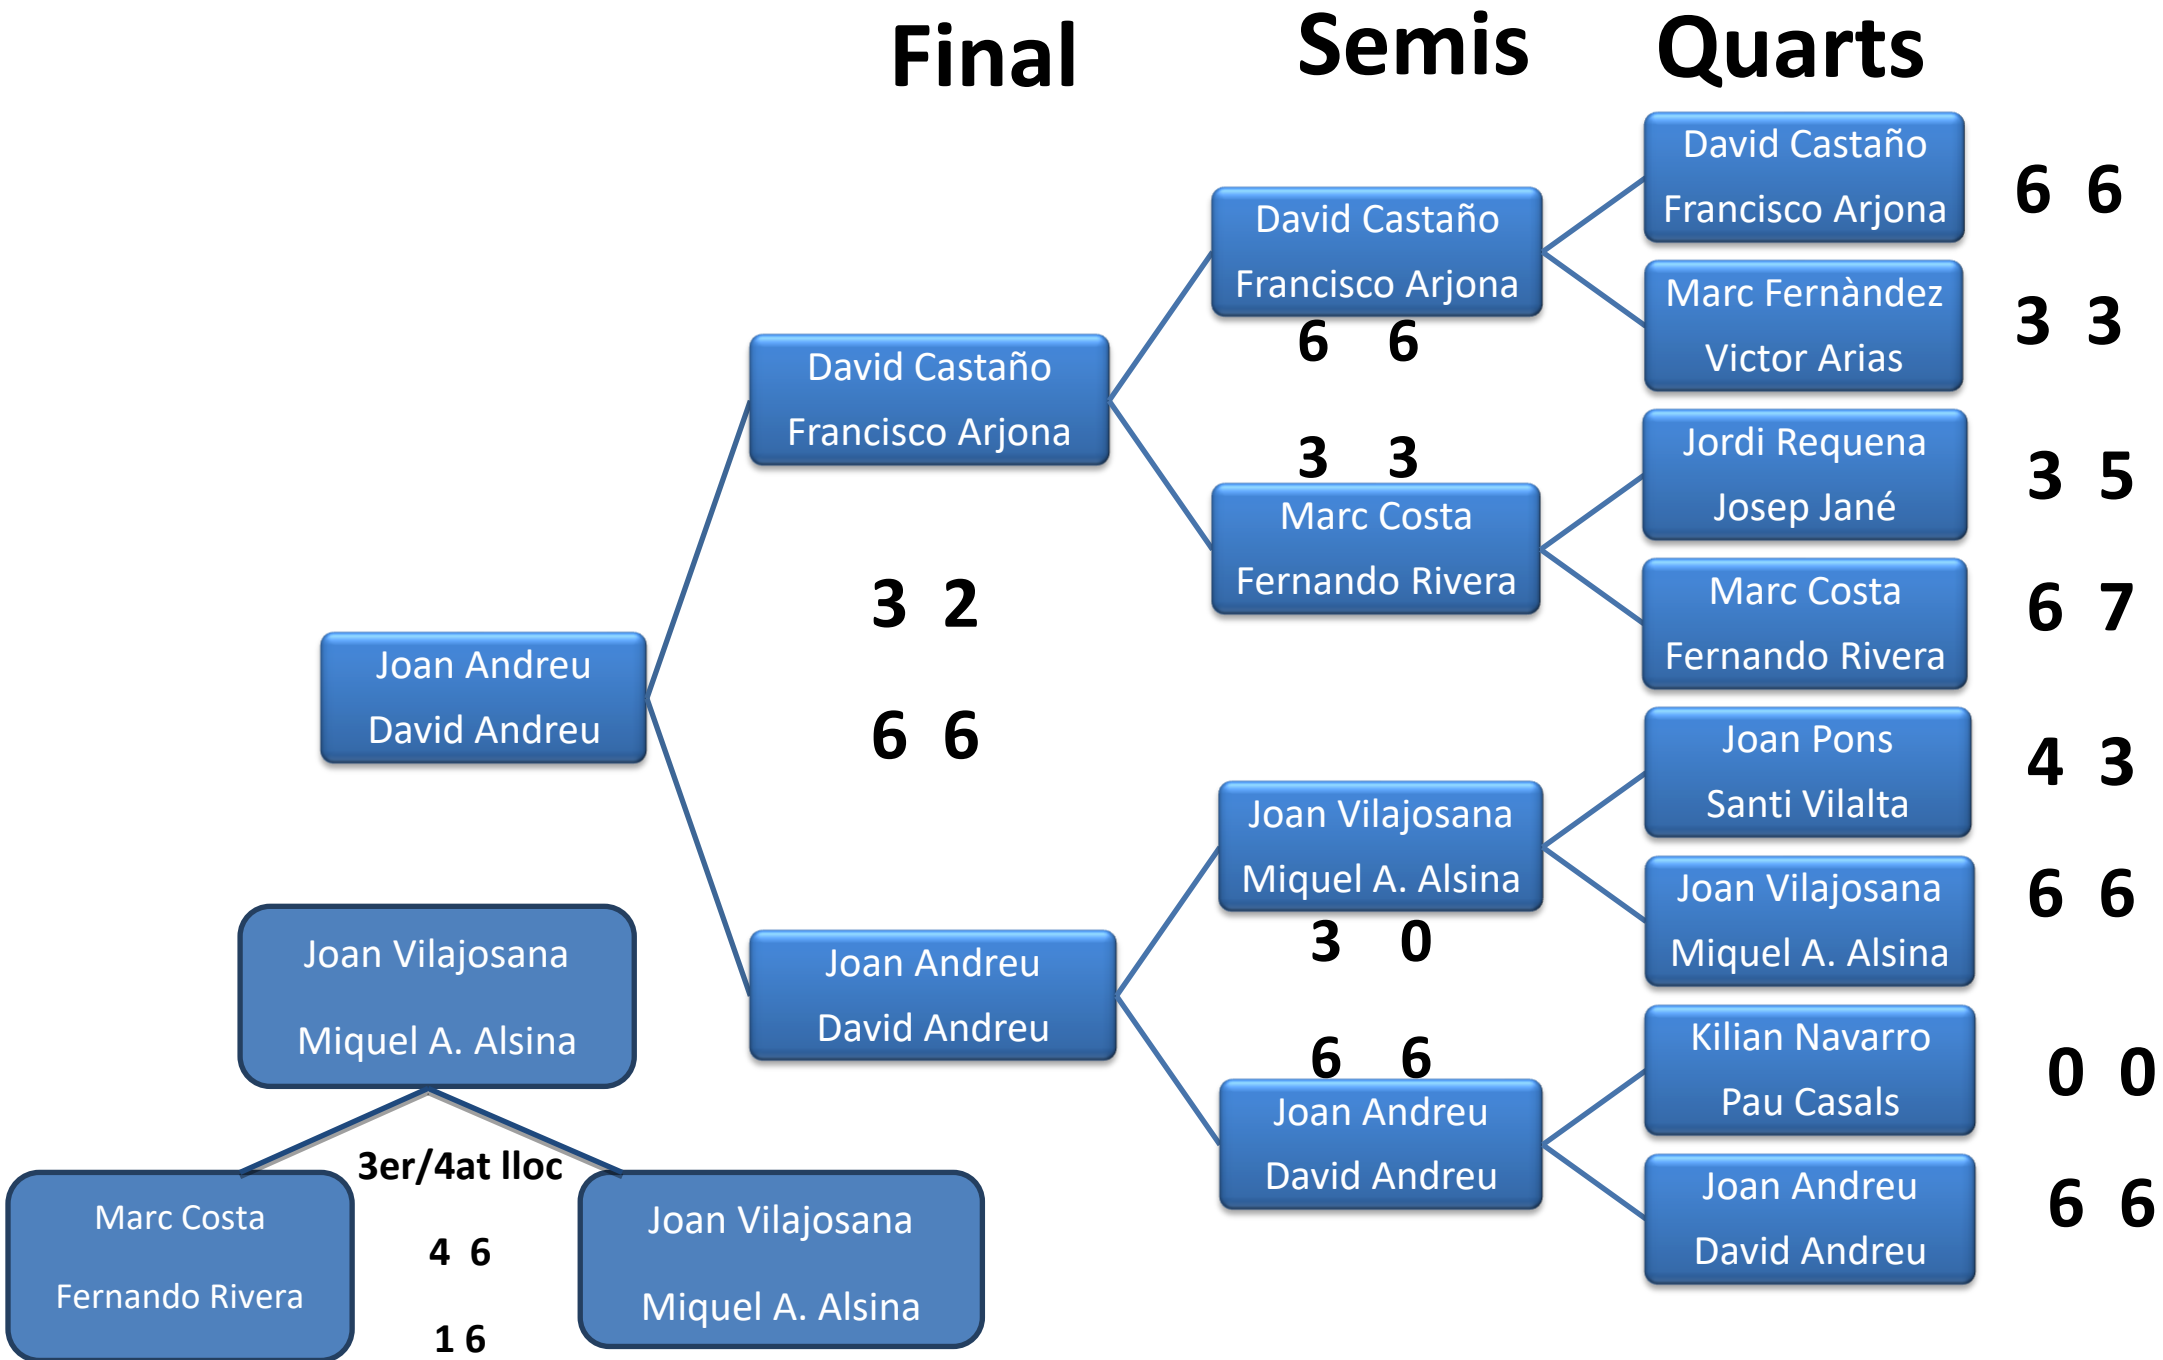 Final
Semis
Quarts
David Castaño
Francisco Arjona
6 6
Marc Fernàndez
Victor Arias
3 3
Jordi Requena
Josep Jané
3 5
Marc Costa
Fernando Rivera
6 7
Joan Pons
Santi Vilalta
4 3
Joan Vilajosana
Miquel A. Alsina
6 6
Kilian Navarro
Pau Casals
0 0
Joan Andreu
David Andreu
6 6
David Castaño
Francisco Arjona
6 6
3 3
Marc Costa
Fernando Rivera
Joan Vilajosana
Miquel A. Alsina
3 0
6 6
Joan Andreu
David Andreu
David Castaño
Francisco Arjona
3 2
6 6
Joan Andreu
David Andreu
Joan Andreu
David Andreu
Joan Vilajosana
Miquel A. Alsina
3er/4at lloc
Marc Costa
Fernando Rivera
4 6
1 6
Joan Vilajosana
Miquel A. Alsina